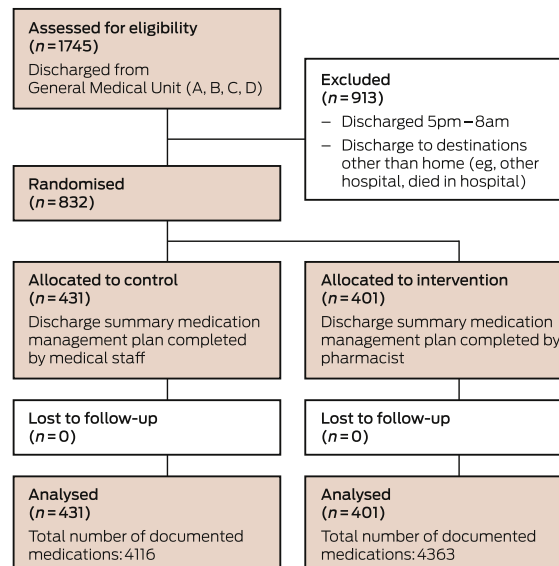 Assessed for eligibility
(n=1745)
Discharged from
General Medical Unit (A, B, C, D)
Excluded
(n=913)
– Discharged 5pm–8am
– Discharge to destinations
other than home (eg, other
hospital, died in hospital)
Randomised
(n=832)
Allocated to control
(n=431)
Discharge summary medication
management plan completed
by medical staff
Allocated to intervention
(n=401)
Discharge summary medication
management plan completed by
pharmacist
Lost to follow-up
(n=0)
Lost to follow-up
(n=0)
Analysed
(n=431)
Total number of documented
medications: 4116
Analysed
(n=401)
Total number of documented
medications: 4363